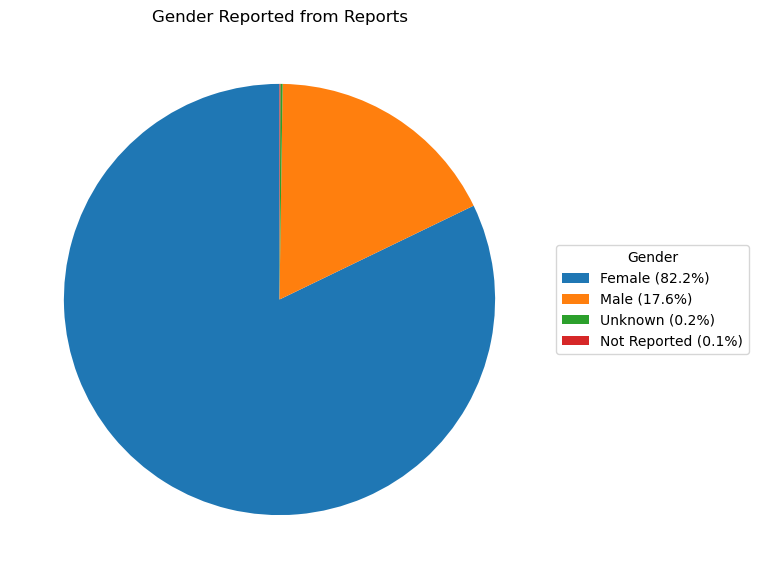 Gender Reported from Reports
Gender
Female (82.2%)
Male (17.6%)
Unknown (0.2%)
Not Reported (0.1%)